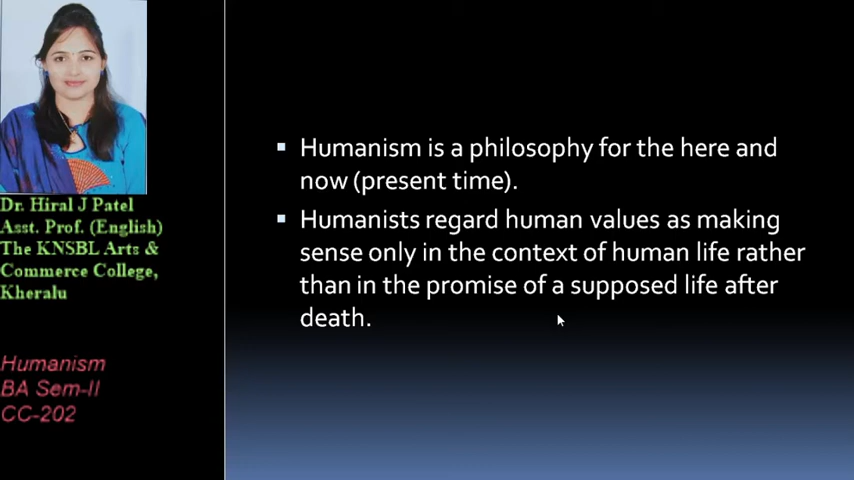 Dr. Hiral J Patel
Asst. Prof. (English)
The KNSBL Arts &
Commerce College,
Kheralu
Humanism
BA Sem-II
CC-202
Humanism is a philosophy for the here and
now (present time).
Humanists regard human values as making
sense only in the context of human life rather
than in the promise of a supposed life after
death.